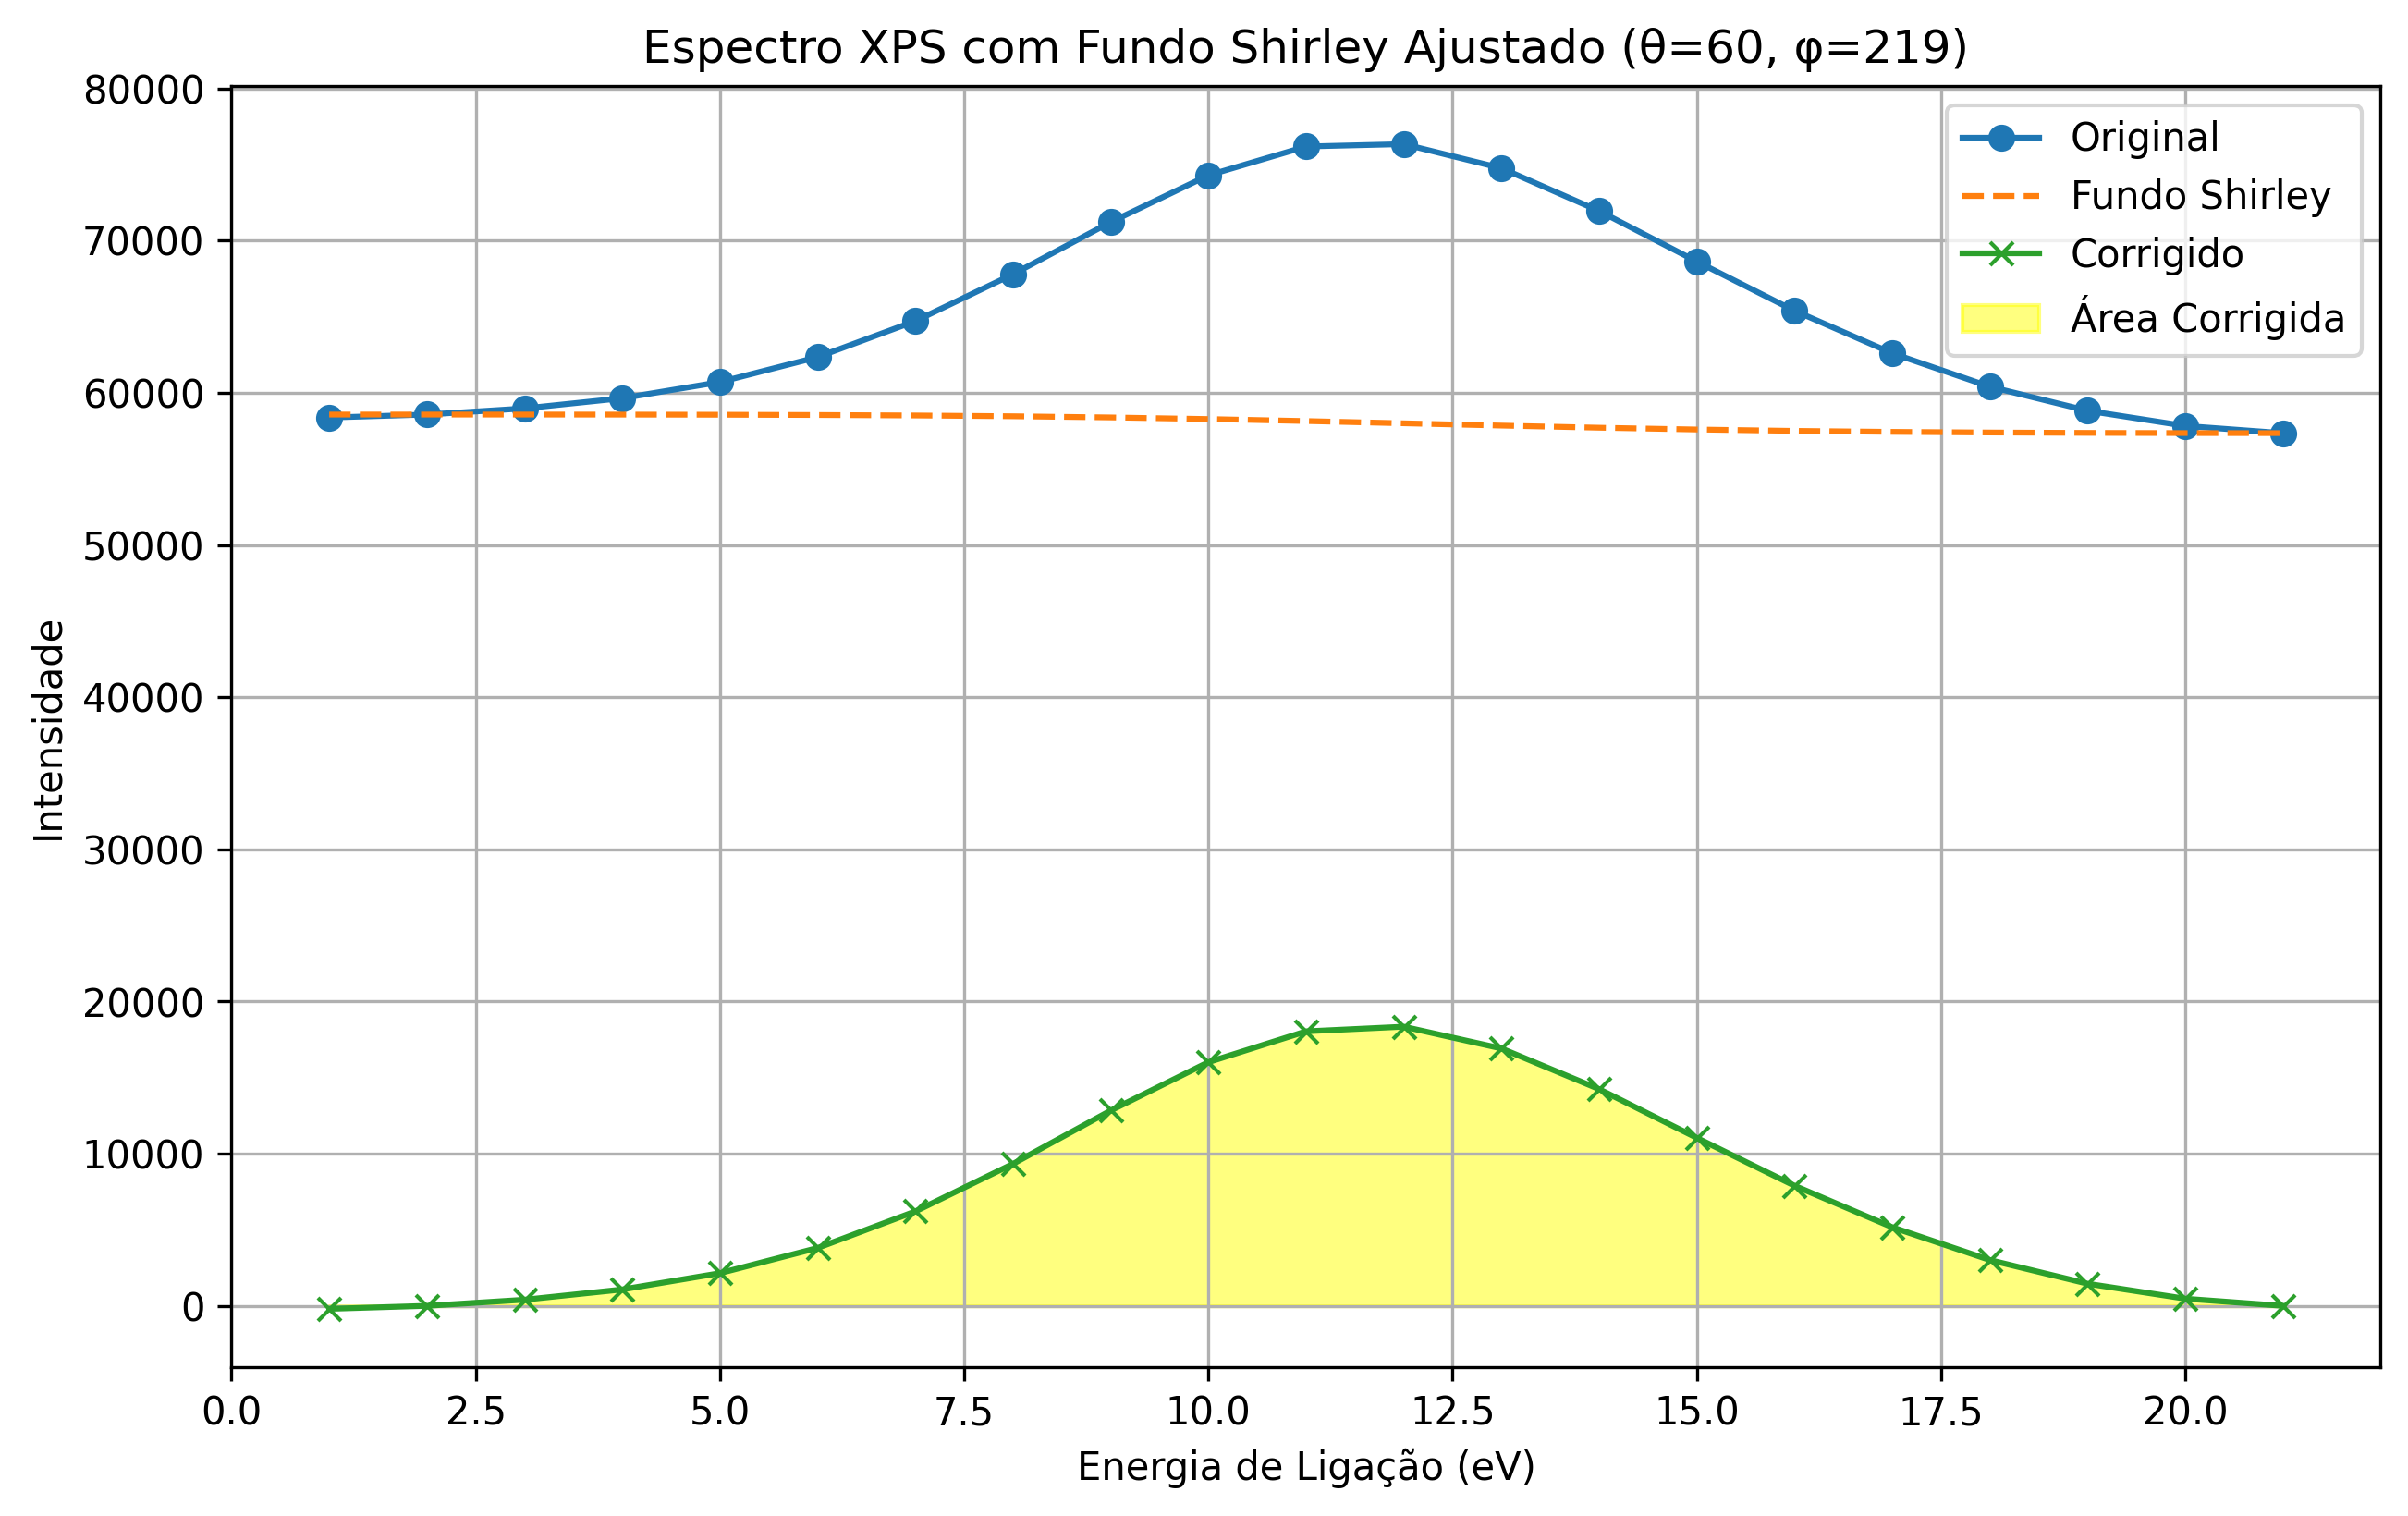 Espectro XPS com Fundo Shirley Ajustado (θ=60, φ=219)
80000
70000
60000
50000
40000
30000
20000
10000
0
Intensidade
Original
Fundo Shirley
Corrigido
Área Corrigida
0.0 2.5 5.0 7.5 10.0 12.5 15.0 17.5 20.0
Energia de Ligação (eV)